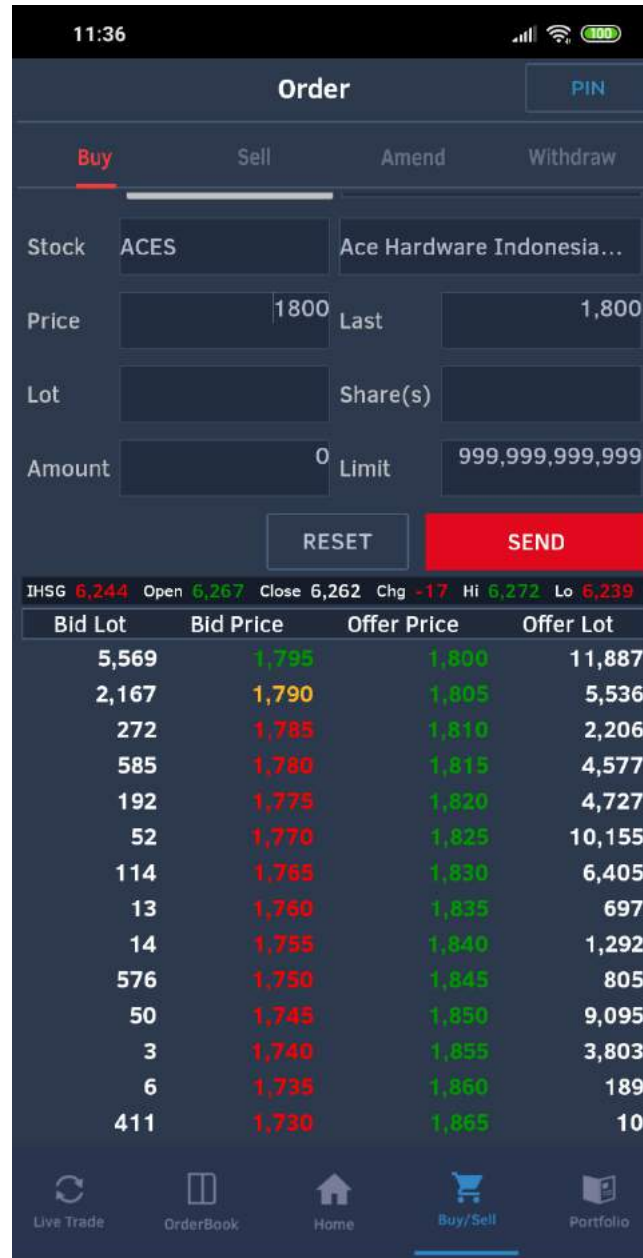 11:36
100
Order
PIN
Buy Sell Amend Withdraw
Stock ACES Ace Hardware Indonesia...
Price 1800 Last 1,800
Lot Share(s)
Amount 0 Limit 999,999,999,999
RESET SEND
IHSG 6,244 Open 6,267 Close 6,262 Chg -17 Hi 6,272 Lo 6,239
Bid Lot Bid Price Offer Price Offer Lot
5,569 1,795 1,800 11,887
2,167 1,790 1,805 5,536
272 1,785 1,810 2,206
585 1,780 1,815 4,577
192 1,775 1,820 4,727
52 1,770 1,825 10,155
114 1,765 1,830 6,405
13 1,760 1,835 697
14 1,755 1,840 1,292
576 1,750 1,845 805
50 1,745 1,850 9,095
3 1,740 1,855 3,803
6 1,735 1,860 189
411 1,730 1,865 10
Live Trade OrderBook Home Buy/Sell Portfolio